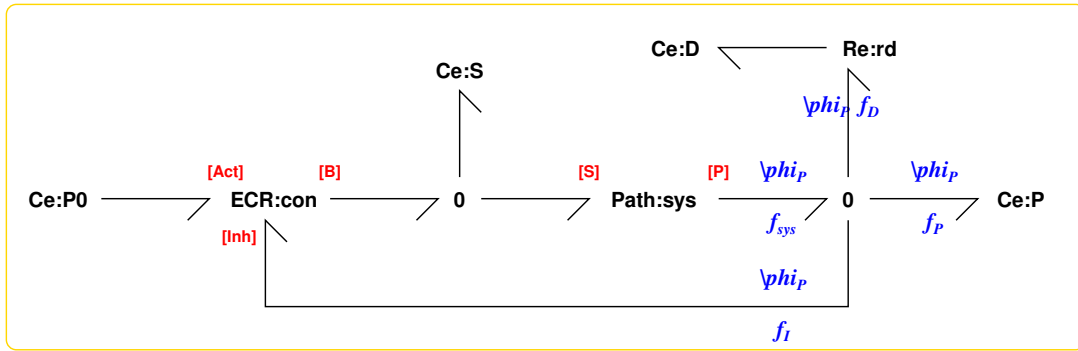 Ce:D
Re:rd
Ce:S
\phi_P f_D
[Act]
[B]
[S]
[P]
\phi_P
\phi_P
Ce:P0
ECR:con
0
Path:sys
0
Ce:P
[Inh]
f_sys
f_P
\phi_P
f_I